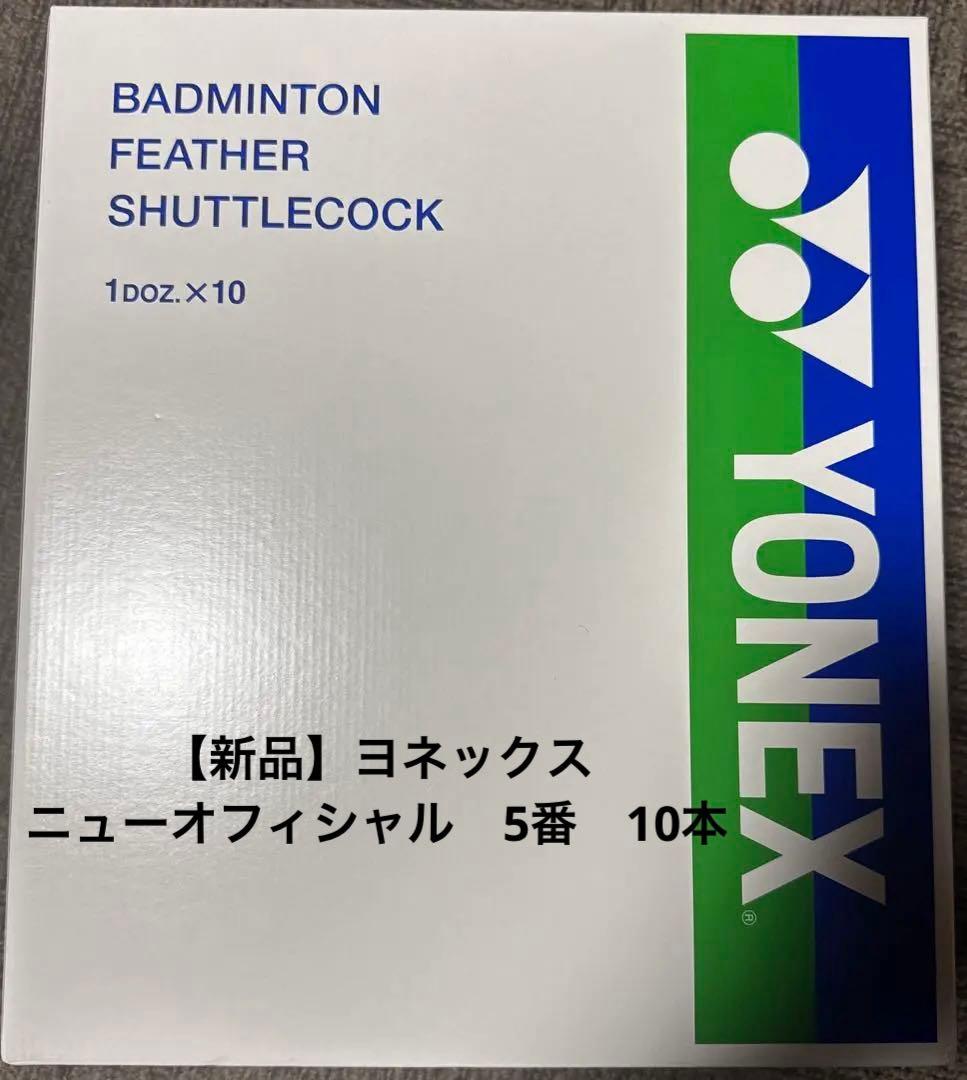 BADMINTON
FEATHER
SHUTTLECOCK
1DOZ.×10
YONEX®
【新品】ヨネックス
ニューオフィシャル　5番　10本